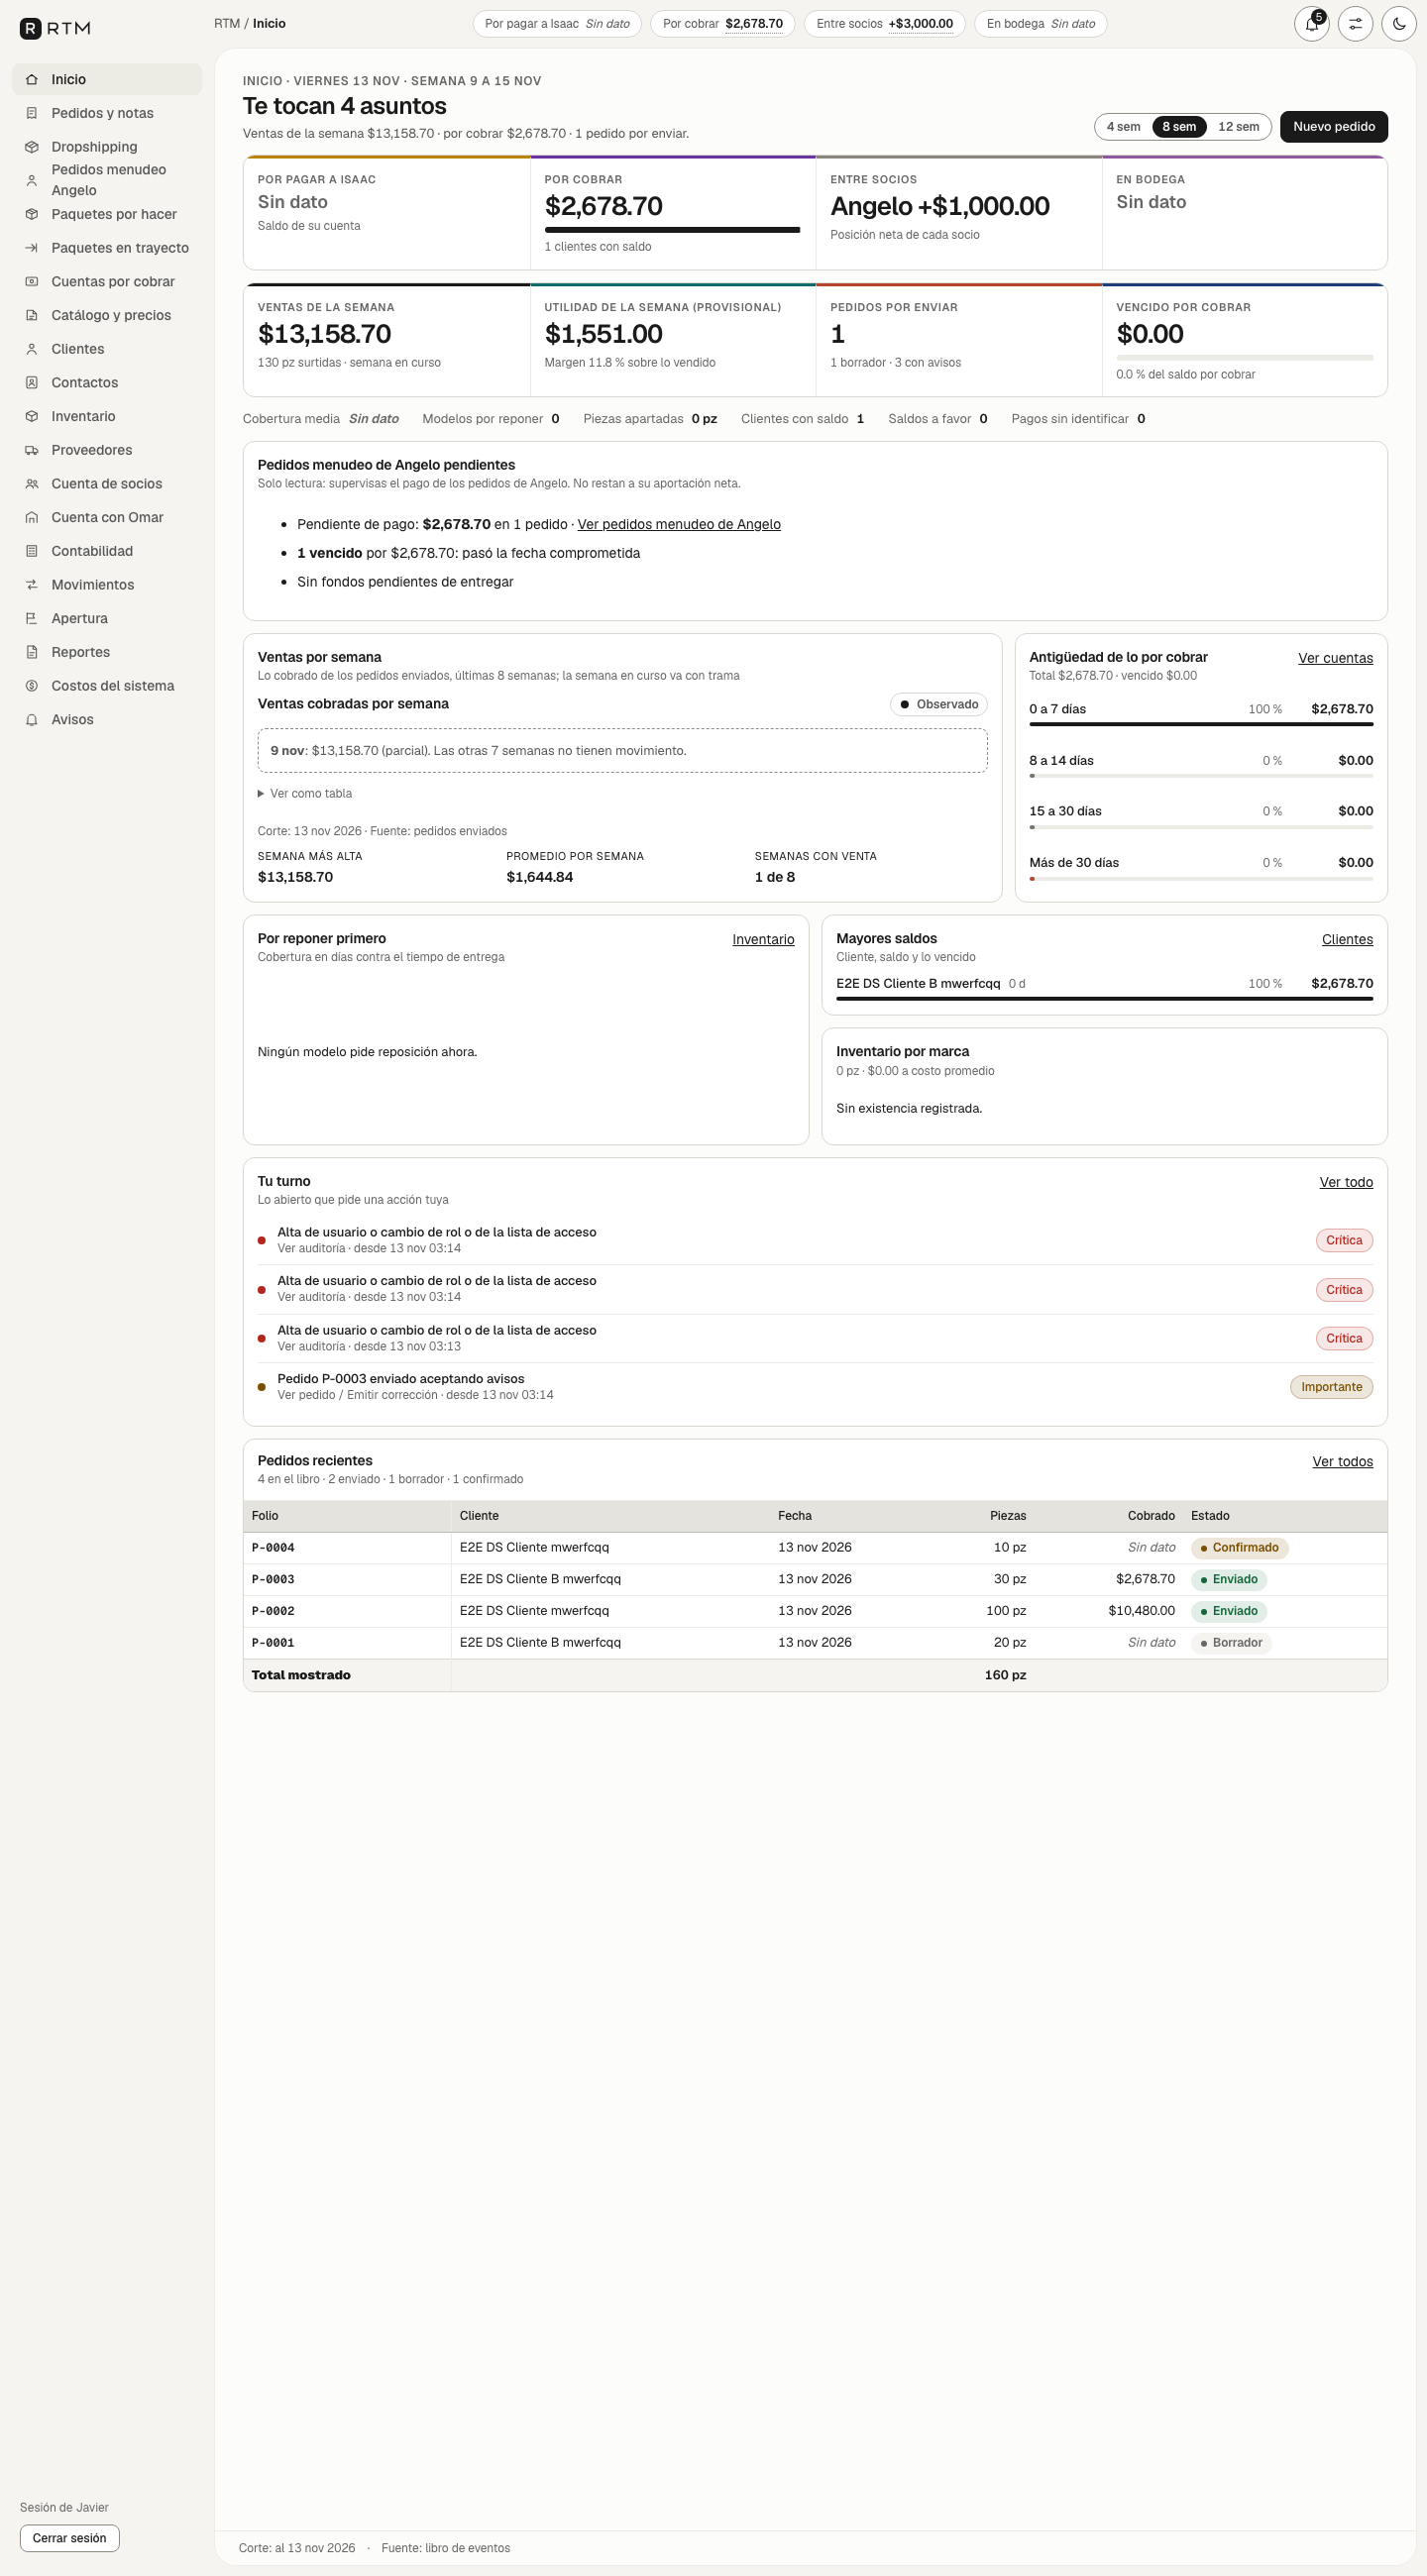 R RTM
RTM / Inicio
Por pagar a Isaac Sin dato
Por cobrar $2,678.70
Entre socios +$3,000.00
En bodega Sin dato
5
Inicio
Pedidos y notas
Dropshipping
Pedidos menudeo
Angelo
Paquetes por hacer
Paquetes en trayecto
Cuentas por cobrar
Catálogo y precios
Clientes
Contactos
Inventario
Proveedores
Cuenta de socios
Cuenta con Omar
Contabilidad
Movimientos
Apertura
Reportes
Costos del sistema
Avisos
Sesión de Javier
Cerrar sesión
INICIO · VIERNES 13 NOV · SEMANA 9 A 15 NOV
Te tocan 4 asuntos
Ventas de la semana $13,158.70 · por cobrar $2,678.70 · 1 pedido por enviar.
4 sem 8 sem 12 sem
Nuevo pedido
POR PAGAR A ISAAC
Sin dato
Saldo de su cuenta
POR COBRAR
$2,678.70
1 clientes con saldo
ENTRE SOCIOS
Angelo +$1,000.00
Posición neta de cada socio
EN BODEGA
Sin dato
VENTAS DE LA SEMANA
$13,158.70
130 pz surtidas · semana en curso
UTILIDAD DE LA SEMANA (PROVISIONAL)
$1,551.00
Margen 11.8 % sobre lo vendido
PEDIDOS POR ENVIAR
1
1 borrador · 3 con avisos
VENCIDO POR COBRAR
$0.00
0.0 % del saldo por cobrar
Cobertura media Sin dato Modelos por reponer 0 Piezas apartadas 0 pz Clientes con saldo 1 Saldos a favor 0 Pagos sin identificar 0
Pedidos menudeo de Angelo pendientes
Solo lectura: supervisas el pago de los pedidos de Angelo. No restan a su aportación neta.
• Pendiente de pago: $2,678.70 en 1 pedido · Ver pedidos menudeo de Angelo
• 1 vencido por $2,678.70: pasó la fecha comprometida
• Sin fondos pendientes de entregar
Ventas por semana
Lo cobrado de los pedidos enviados, últimas 8 semanas; la semana en curso va con trama
Ventas cobradas por semana
Observado
9 nov: $13,158.70 (parcial). Las otras 7 semanas no tienen movimiento.
Ver como tabla
Corte: 13 nov 2026 · Fuente: pedidos enviados
SEMANA MÁS ALTA
$13,158.70
PROMEDIO POR SEMANA
$1,644.84
SEMANAS CON VENTA
1 de 8
Antigüedad de lo por cobrar
Ver cuentas
Total $2,678.70 · vencido $0.00
0 a 7 días 100 % $2,678.70
8 a 14 días 0 % $0.00
15 a 30 días 0 % $0.00
Más de 30 días 0 % $0.00
Por reponer primero
Inventario
Cobertura en días contra el tiempo de entrega
Ningún modelo pide reposición ahora.
Mayores saldos
Clientes
Cliente, saldo y lo vencido
E2E DS Cliente B mwerfcqq 0 d 100 % $2,678.70
Inventario por marca
0 pz · $0.00 a costo promedio
Sin existencia registrada.
Tu turno
Ver todo
Lo abierto que pide una acción tuya
Alta de usuario o cambio de rol o de la lista de acceso
Ver auditoría · desde 13 nov 03:14
Crítica
Alta de usuario o cambio de rol o de la lista de acceso
Ver auditoría · desde 13 nov 03:14
Crítica
Alta de usuario o cambio de rol o de la lista de acceso
Ver auditoría · desde 13 nov 03:13
Crítica
Pedido P-0003 enviado aceptando avisos
Ver pedido / Emitir corrección · desde 13 nov 03:14
Importante
Pedidos recientes
Ver todos
4 en el libro · 2 enviado · 1 borrador · 1 confirmado
Folio Cliente Fecha Piezas Cobrado Estado
P-0004 E2E DS Cliente mwerfcqq 13 nov 2026 10 pz Sin dato Confirmado
P-0003 E2E DS Cliente B mwerfcqq 13 nov 2026 30 pz $2,678.70 Enviado
P-0002 E2E DS Cliente mwerfcqq 13 nov 2026 100 pz $10,480.00 Enviado
P-0001 E2E DS Cliente B mwerfcqq 13 nov 2026 20 pz Sin dato Borrador
Total mostrado 160 pz
Corte: al 13 nov 2026 · Fuente: libro de eventos